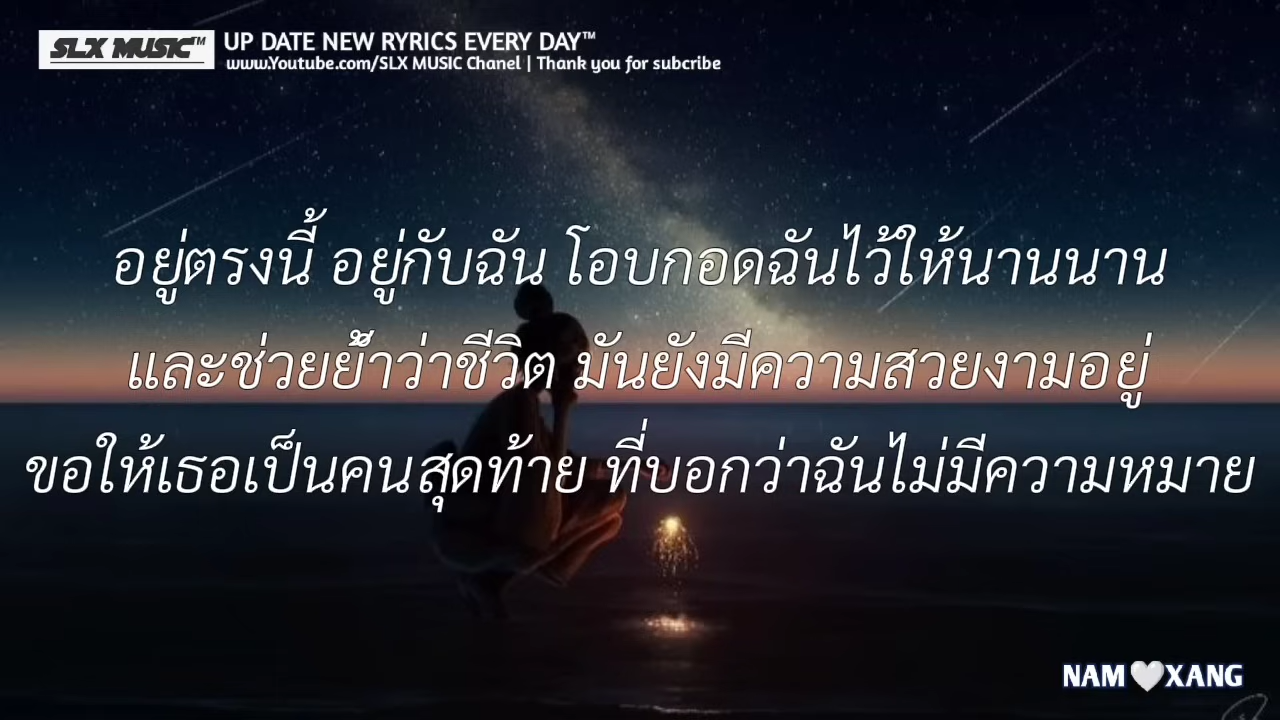 SLX MUSIC™
UP DATE NEW RYRICS EVERY DAY™
www.Youtube.com/SLX MUSIC Chanel | Thank you for subcribe
อยู่ตรงนี้ อยู่กับฉัน โอบกอดฉันไว้ให้นานนาน
และช่วยย้ำว่าชีวิต มันยังมีความสวยงามอยู่
ขอให้เธอเป็นคนสุดท้าย ที่บอกว่าฉันไม่มีความหมาย
NAM🤍XANG